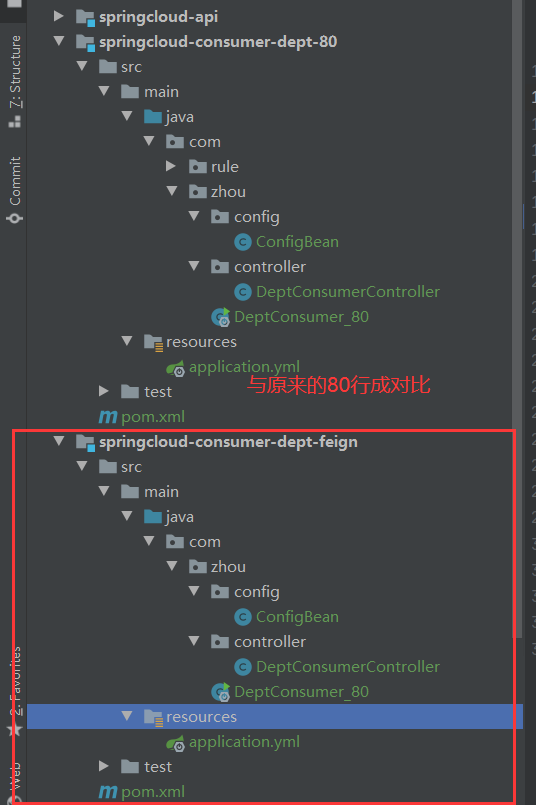 springcloud-api
springcloud-consumer-dept-80
src
main
java
com
rule
zhou
config
ConfigBean
controller
DeptConsumerController
DeptConsumer_80
resources
application.yml
与原来的80行成对比
test
pom.xml
springcloud-consumer-dept-feign
src
main
java
com
zhou
config
ConfigBean
controller
DeptConsumerController
DeptConsumer_80
resources
application.yml
test
pom.xml
7: Structure
Commit
2: Favorites
Web